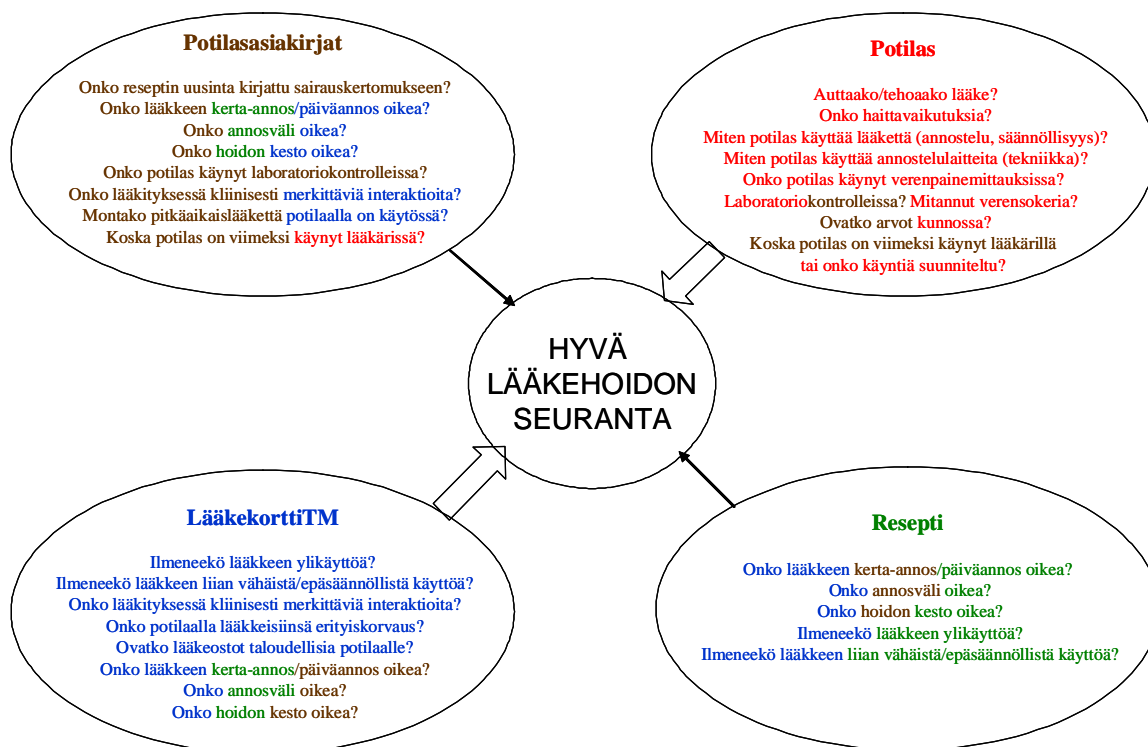 Potilasasiakirjat
Onko reseptin uusinta kirjattu sairauskertomukseen?
Onko lääkkeen kerta-annos/päiväannos oikea?
Onko annosväli oikea?
Onko hoidon kesto oikea?
Onko potilas käynyt laboratoriokontrolleissa?
Onko lääkityksessä kliinisesti merkittäviä interaktioita?
Montako pitkäaikaislääkettä potilaalla on käytössä?
Koska potilas on viimeksi käynyt lääkärissä?
Potilas
Auttaako/tehoaako lääke?
Onko haittavaikutuksia?
Miten potilas käyttää lääkettä (annostelu, säännöllisyys)?
Miten potilas käyttää annostelulaitteita (tekniikka)?
Onko potilas käynyt verenpainemittauksissa?
Laboratoriokontrolleissa? Mitannut verensokeria?
Ovatko arvot kunnossa?
Koska potilas on viimeksi käynyt lääkärillä
tai onko käyntiä suunniteltu?
HYVÄ
LÄÄKEHOIDON
SEURANTA
LääkekorttiTM
Ilmeneekö lääkkeen ylikäyttöä?
Ilmeneekö lääkkeen liian vähäistä/epäsäännöllistä käyttöä?
Onko lääkityksessä kliinisesti merkittäviä interaktioita?
Onko potilaalla lääkkeisiinsä erityiskorvaus?
Ovatko lääkeostot taloudellisia potilaalle?
Onko lääkkeen kerta-annos/päiväannos oikea?
Onko annosväli oikea?
Onko hoidon kesto oikea?
Resepti
Onko lääkkeen kerta-annos/päiväannos oikea?
Onko annosväli oikea?
Onko hoidon kesto oikea?
Ilmeneekö lääkkeen ylikäyttöä?
Ilmeneekö lääkkeen liian vähäistä/epäsäännöllistä käyttöä?